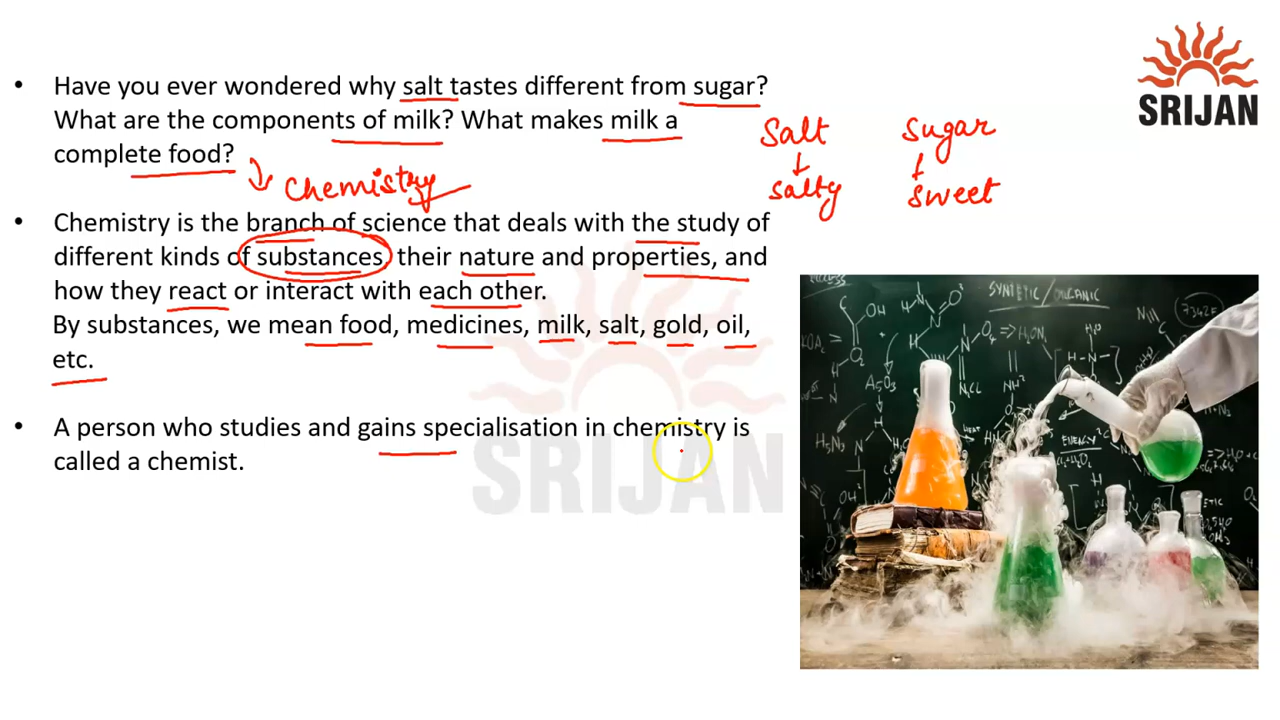 SRIJAN
• Have you ever wondered why salt tastes different from sugar?
What are the components of milk? What makes milk a
complete food?
Salt
Sugar
salty
sweet
Chemistry
• Chemistry is the branch of science that deals with the study of
different kinds of substances, their nature and properties, and
how they react or interact with each other.
By substances, we mean food, medicines, milk, salt, gold, oil,
etc.
• A person who studies and gains specialisation in chemistry is
called a chemist.
SRIJAN
SYNTETIC/ORGANIC
OH
ENERGY